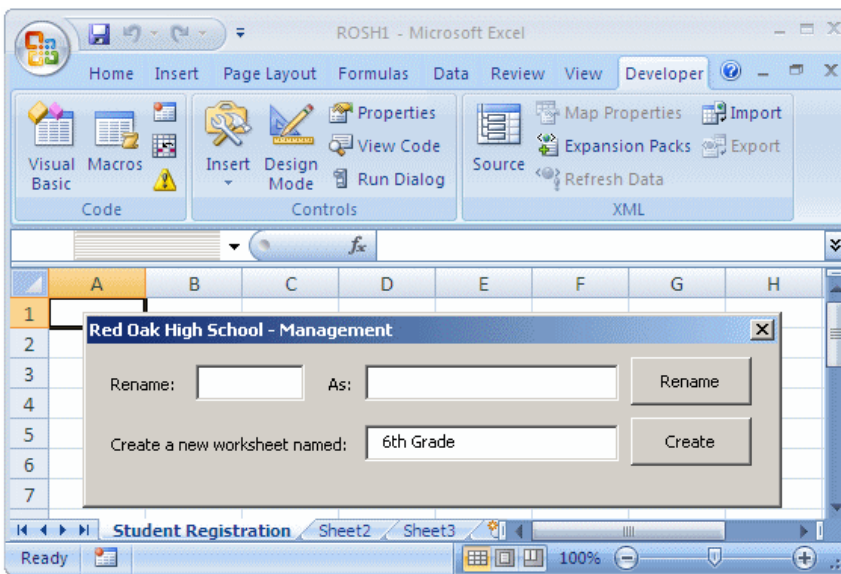 ROSH1 - Microsoft Excel
Home Insert Page Layout Formulas Data Review View Developer
Visual Basic
Macros
Code
Insert
Design Mode
Properties
View Code
Run Dialog
Controls
Source
Map Properties
Expansion Packs
Refresh Data
Import
Export
XML
fx
A B C D E F G H
1
2
3
4
5
6
7
Red Oak High School - Management
Rename: As: Rename
Create a new worksheet named: 6th Grade Create
Student Registration Sheet2 Sheet3
Ready 100%